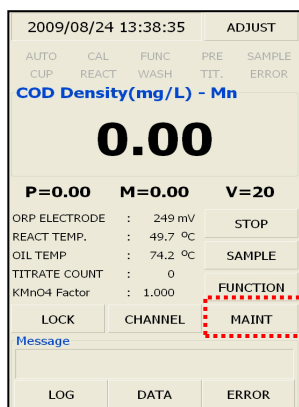 2009/08/24 13:38:35 ADJUST
AUTO CAL FUNC PRE SAMPLE
CUP REACT WASH TIT. ERROR
COD Density(mg/L) - Mn
0.00
P=0.00 M=0.00 V=20
ORP ELECTRODE : 249 mV
STOP
REACT TEMP. : 49.7 ºC
OIL TEMP : 74.2 ºC SAMPLE
TITRATE COUNT : 0
KMnO4 Factor : 1.000 FUNCTION
LOCK CHANNEL MAINT
Message
LOG DATA ERROR